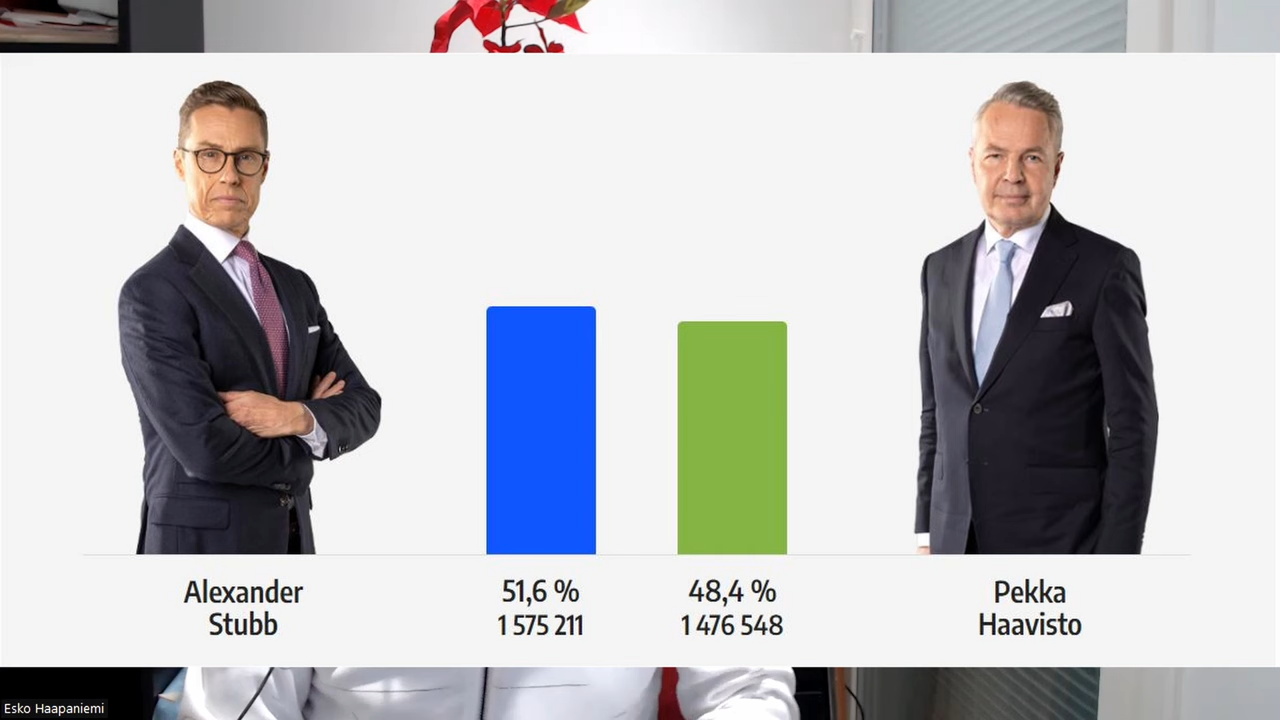 Alexander
Stubb
51,6 %
1 575 211
48,4 %
1 476 548
Pekka
Haavisto
Esko Haapaniemi